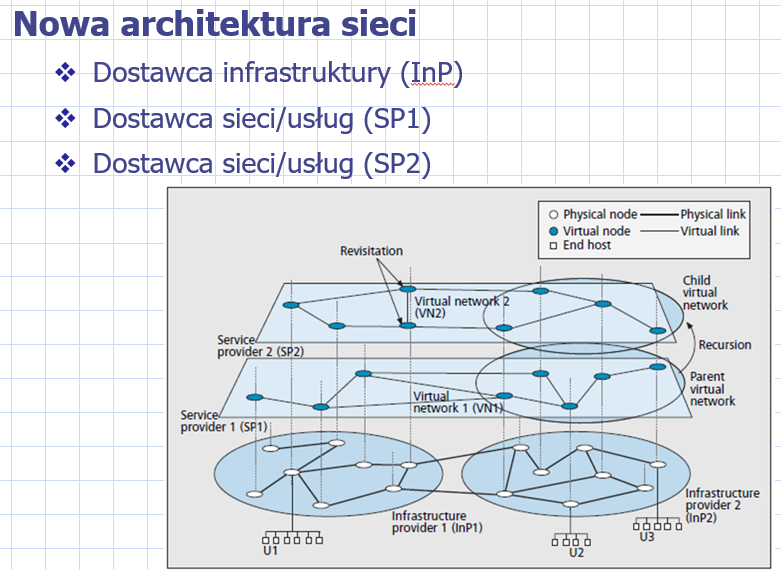 Nowa architektura sieci
Dostawca infrastruktury (InP)
Dostawca sieci/usług (SP1)
Dostawca sieci/usług (SP2)
Physical node
Physical link
Virtual node
Virtual link
End host
Revisitation
Child
virtual
network
Virtual network 2
(VN2)
Service
provider 2 (SP2)
Recursion
Parent
virtual
network
Virtual
network 1 (VN1)
Service
provider 1 (SP1)
Infrastructure
provider 1 (InP1)
Infrastructure
provider 2
(InP2)
U1
U2
U3